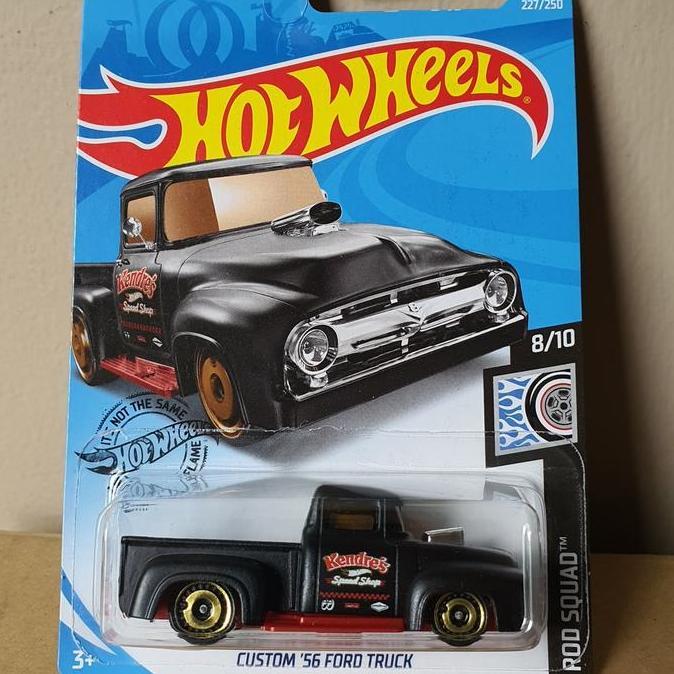 227/250
HOT WHEELS®
Kendre's
Speed Shop
8/10
IT'S NOT THE SAME
HOT WHEELS
FLAME
Kendre's
Speed Shop
ROD SQUAD™
3+
CUSTOM '56 FORD TRUCK